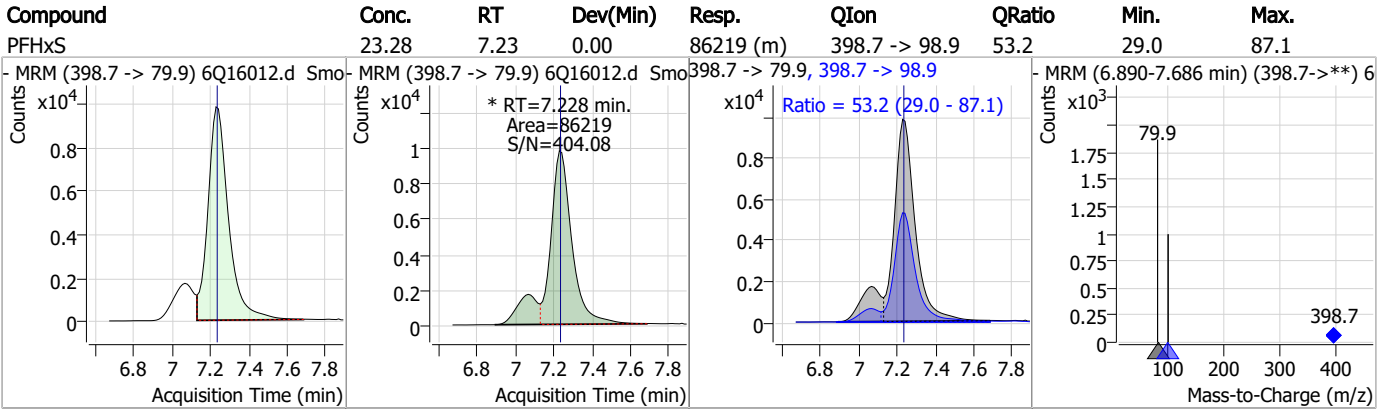 Compound Conc. RT Dev(Min) Resp. QIon QRatio Min. Max.
PFHxS 23.28 7.23 0.00 86219 (m) 398.7 -> 98.9 53.2 29.0 87.1
- MRM (398.7 -> 79.9) 6Q16012.d Smo
Counts
x10⁴
0.8
0.6
0.4
0.2
0
6.8 7 7.2 7.4 7.6 7.8
Acquisition Time (min)
- MRM (398.7 -> 79.9) 6Q16012.d Smo
Counts
x10⁴
* RT=7.228 min.
Area=86219
S/N=404.08
1
0.8
0.6
0.4
0.2
0
6.8 7 7.2 7.4 7.6 7.8
Acquisition Time (min)
398.7 -> 79.9, 398.7 -> 98.9
Counts
x10⁴
Ratio = 53.2 (29.0 - 87.1)
0.8
0.6
0.4
0.2
0
6.8 7 7.2 7.4 7.6 7.8
Acquisition Time (min)
- MRM (6.890-7.686 min) (398.7->**) 6
Counts
x10³
79.9
1.75
1.5
1.25
1
0.75
0.5
0.25
0
398.7
100 200 300 400
Mass-to-Charge (m/z)